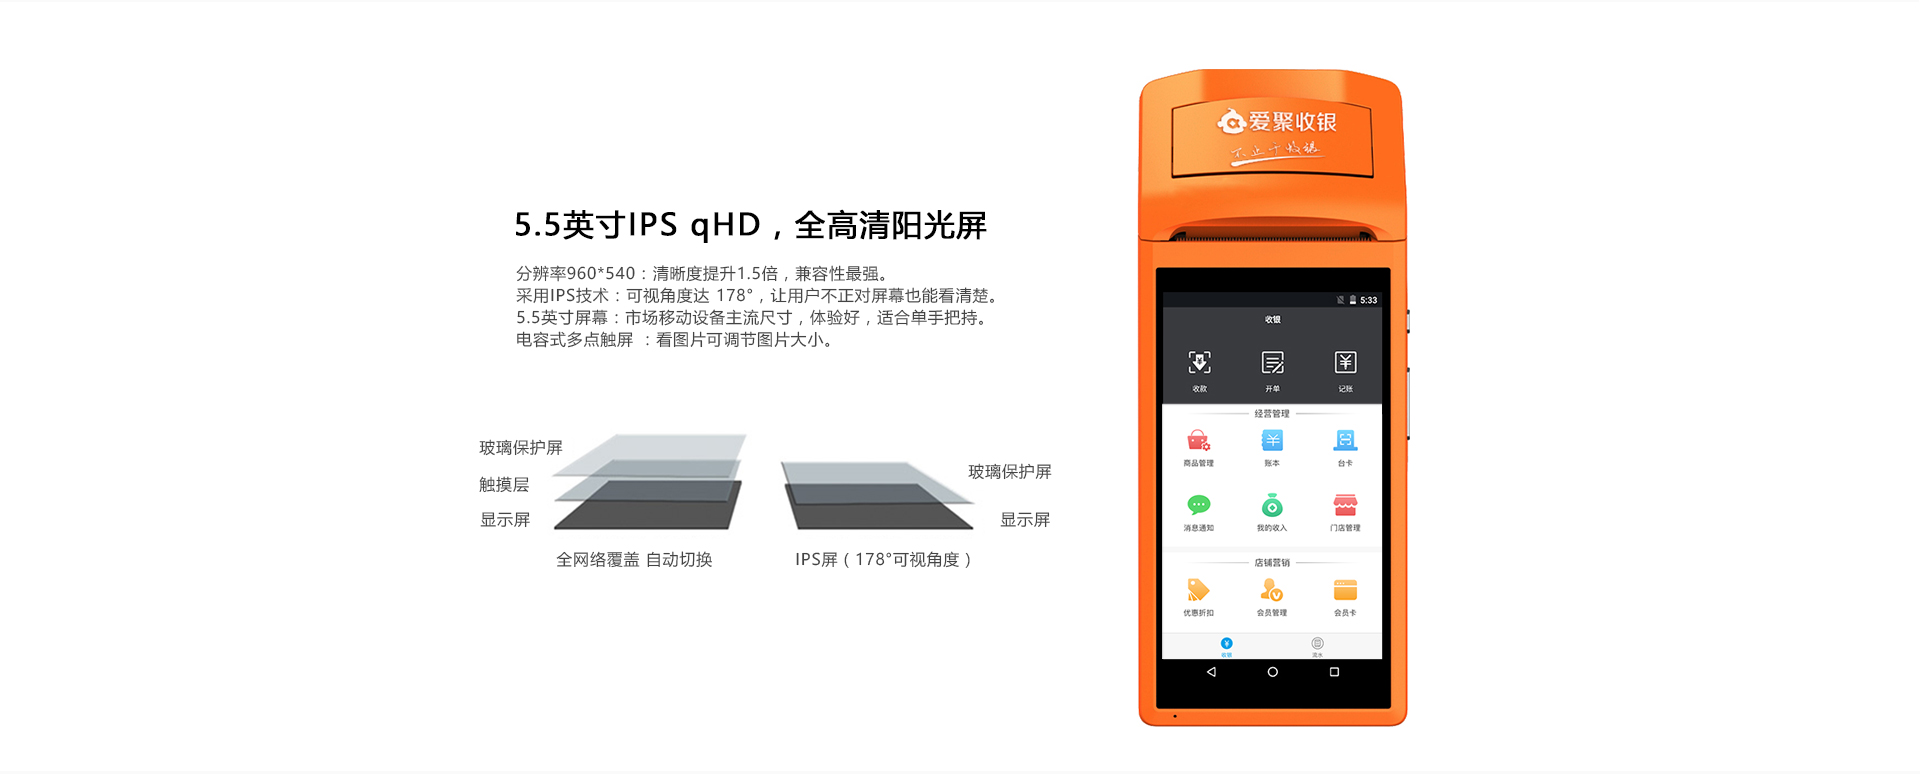 5.5英寸IPS qHD，全高清阳光屏
分辨率960*540：清晰度提升1.5倍，兼容性最强。
采用IPS技术：可视角度达 178°，让用户不正对屏幕也能看清楚。
5.5英寸屏幕：市场移动设备主流尺寸，体验好，适合单手把持。
电容式多点触屏 ：看图片可调节图片大小。
玻璃保护屏
触摸层
显示屏
全网络覆盖 自动切换
玻璃保护屏
显示屏
IPS屏（178°可视角度）
爱聚收银
不止于收银
5:33
收银
收款 开单 记账
经营管理
商品管理 账本 台卡
消息通知 我的收入 门店管理
店铺营销
优惠折扣 会员管理 会员卡
收银 流水